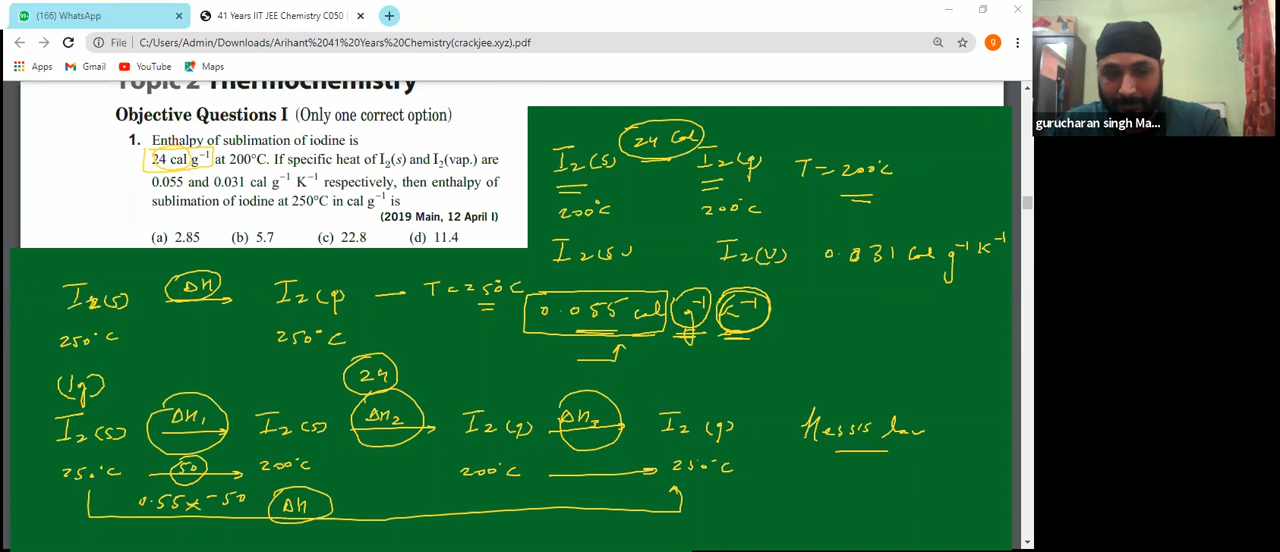 (166) WhatsApp
41 Years IIT JEE Chemistry C050
File C:/Users/Admin/Downloads/Arihant%2041%20Years%20Chemistry(crackjee.xyz).pdf
g
Apps Gmail YouTube Maps
gurucharan singh Ma...
Topic 2 Thermochemistry
Objective Questions I (Only one correct option)
1. Enthalpy of sublimation of iodine is
24 cal g⁻¹ at 200°C. If specific heat of I₂(s) and I₂(vap.) are
0.055 and 0.031 cal g⁻¹ K⁻¹ respectively, then enthalpy of
sublimation of iodine at 250°C in cal g⁻¹ is
(2019 Main, 12 April I)
(a) 2.85 (b) 5.7 (c) 22.8 (d) 11.4
I₂(s) 24 cal I₂(g) T = 200°C
200°C 200°C
I₂(s) I₂(v) 0.031 cal g⁻¹ K⁻¹
0.055 cal g⁻¹ K⁻¹
I₂(s) ΔH I₂(g) — T = 250°C
250°C 250°C
(1g)
24
I₂(s) ΔH₁ I₂(s) ΔH₂ I₂(g) ΔH₃ I₂(g) Hess's law
250°C 50 200°C 200°C 250°C
0.55 x -50 ΔH